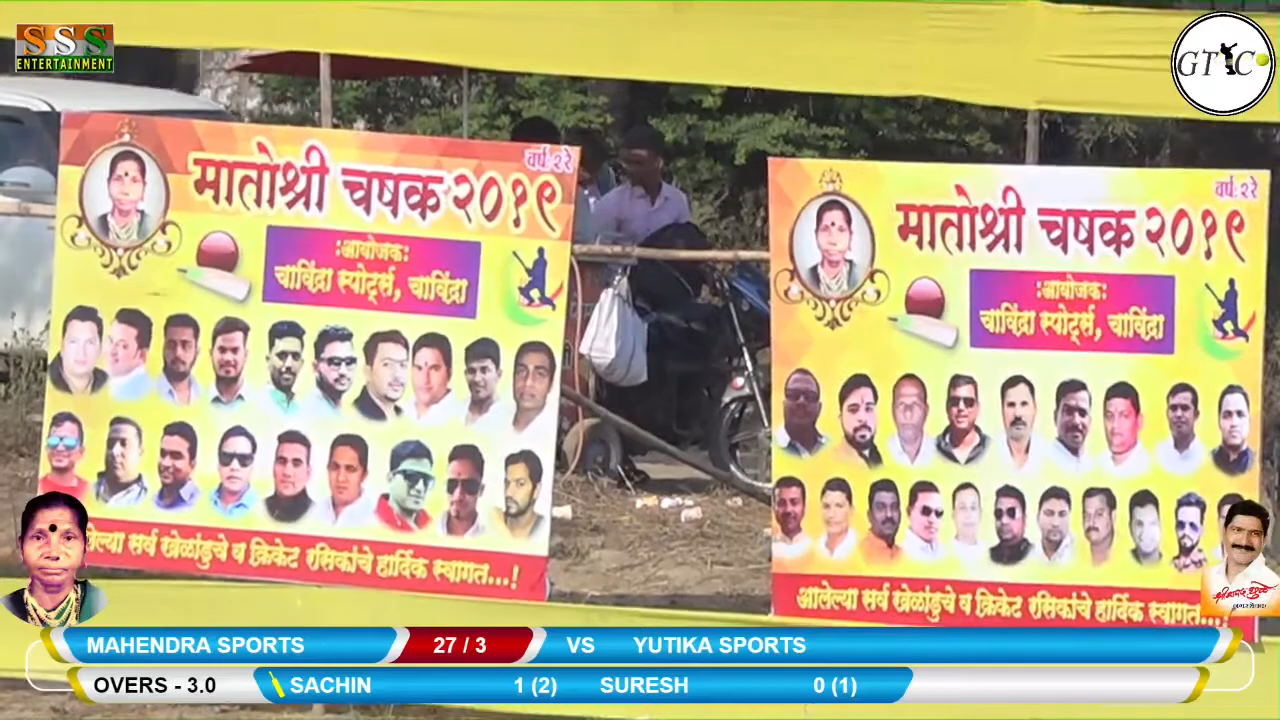 SSS
ENTERTAINMENT
GTCC
वर्ष २रे
मातोश्री चषक २०१९
:आयोजक:
चाविंद्रा स्पोर्ट्स, चाविंद्रा
सर्व खेळांडुचे व क्रिकेट रसिकांचे हार्दिक स्वागत...!
वर्ष २रे
मातोश्री चषक २०१९
:आयोजक:
चाविंद्रा स्पोर्ट्स, चाविंद्रा
आलेल्या सर्व खेळांडुचे व क्रिकेट रसिकांचे हार्दिक स्वागत...!
MAHENDRA SPORTS 27 / 3 VS YUTIKA SPORTS
OVERS - 3.0 SACHIN 1 (2) SURESH 0 (1)